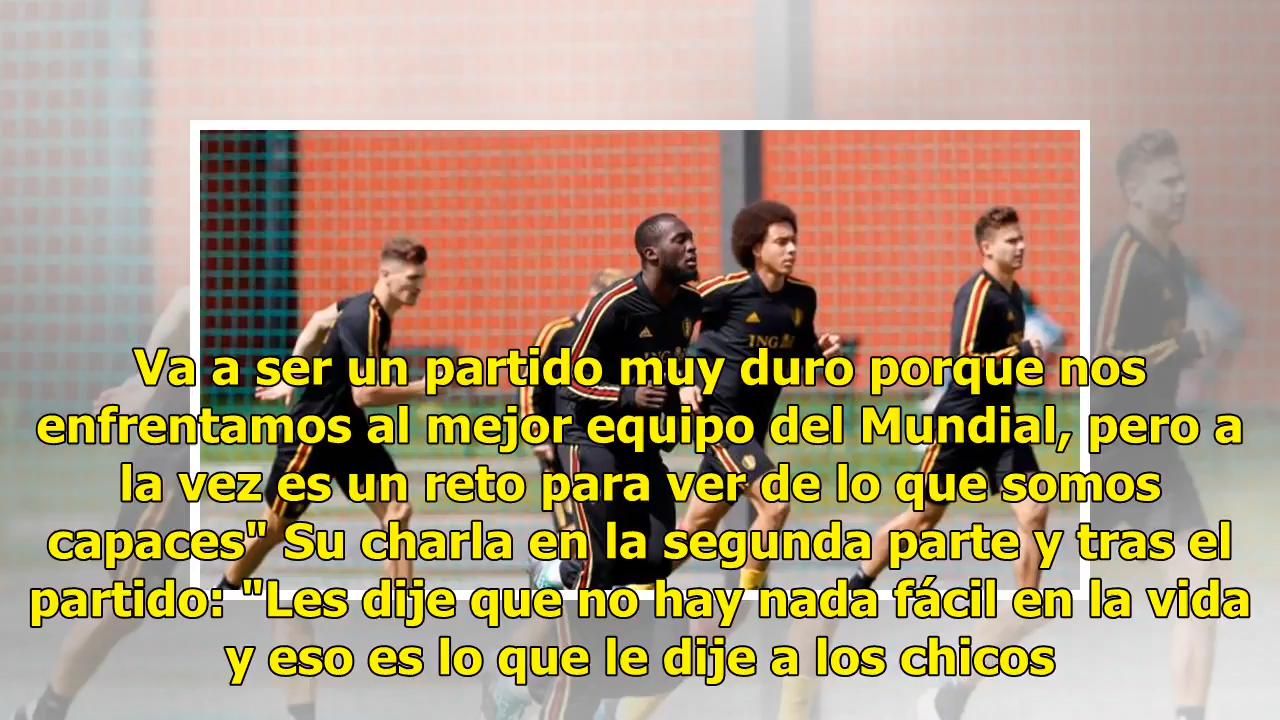 ING
ING
Va a ser un partido muy duro porque nos
enfrentamos al mejor equipo del Mundial, pero a
la vez es un reto para ver de lo que somos
capaces" Su charla en la segunda parte y tras el
partido: "Les dije que no hay nada fácil en la vida
y eso es lo que le dije a los chicos